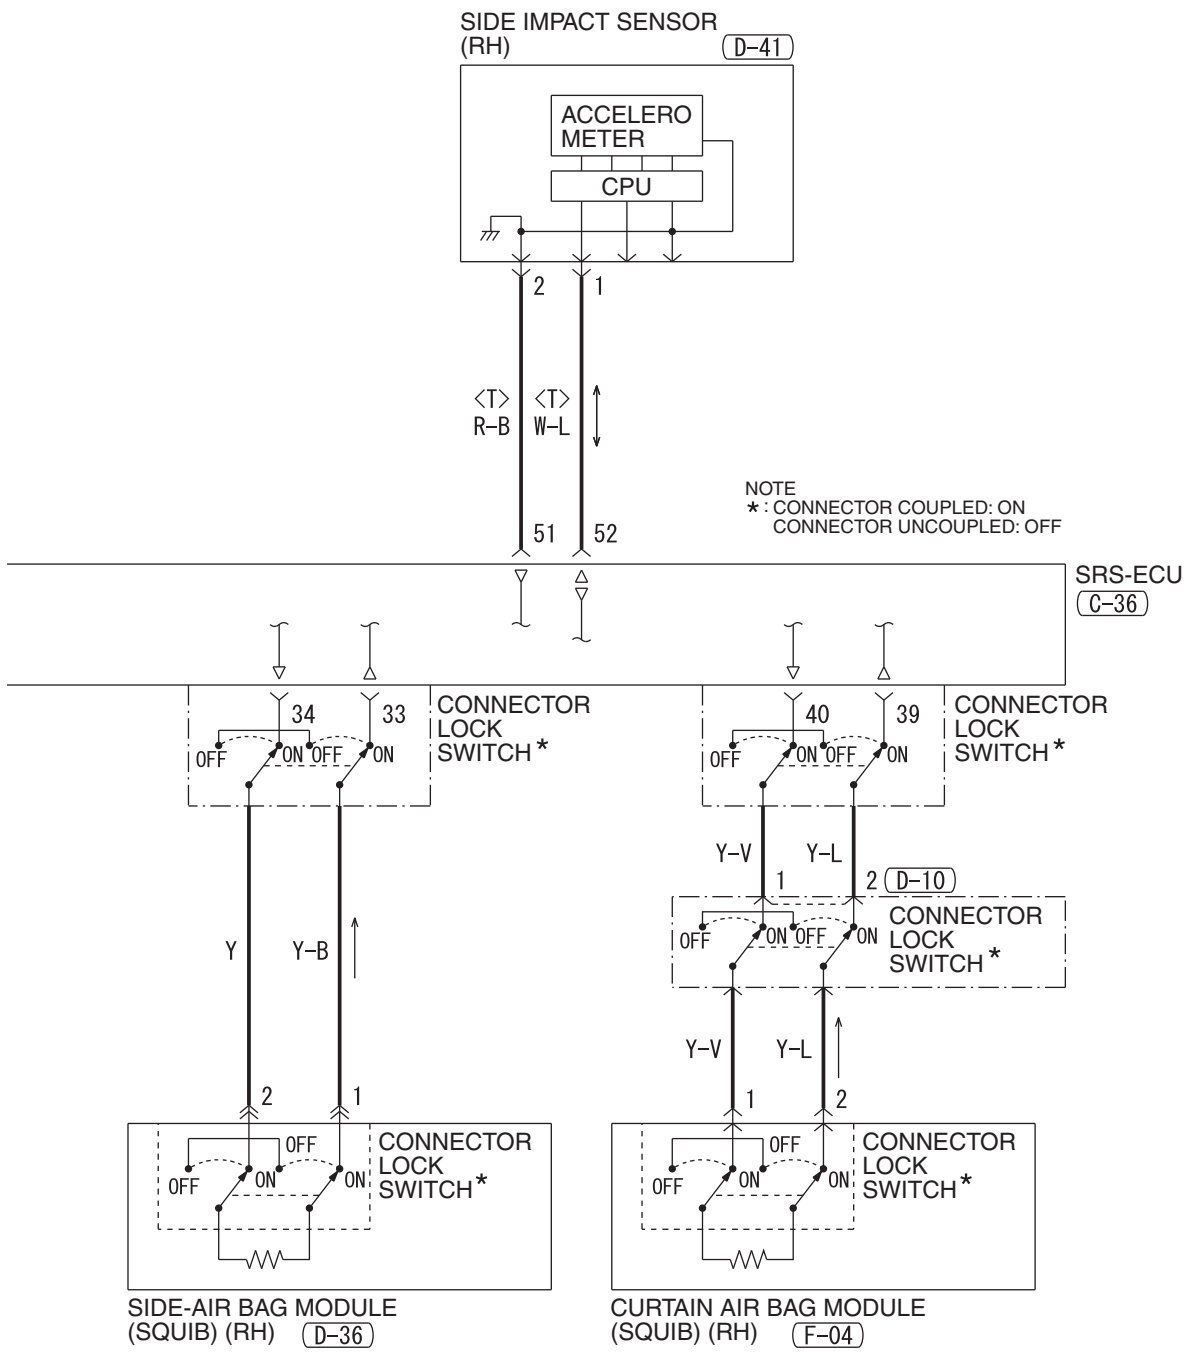 SIDE IMPACT SENSOR
(RH)
D-41
ACCELERO
METER
CPU
2
1
<T>
<T>
R-B
W-L
NOTE
* : CONNECTOR COUPLED: ON
CONNECTOR UNCOUPLED: OFF
51
52
SRS-ECU
C-36
34
33
CONNECTOR
LOCK
SWITCH *
OFF
ON
OFF
ON
40
39
CONNECTOR
LOCK
SWITCH *
OFF
ON
OFF
ON
Y-V
Y-L
1
2
D-10
CONNECTOR
LOCK
SWITCH *
OFF
ON
OFF
ON
Y
Y-B
Y-V
Y-L
2
1
1
2
OFF
CONNECTOR
LOCK
SWITCH *
OFF
ON
ON
OFF
CONNECTOR
LOCK
SWITCH *
OFF
ON
ON
SIDE-AIR BAG MODULE
(SQUIB) (RH)
D-36
CURTAIN AIR BAG MODULE
(SQUIB) (RH)
F-04